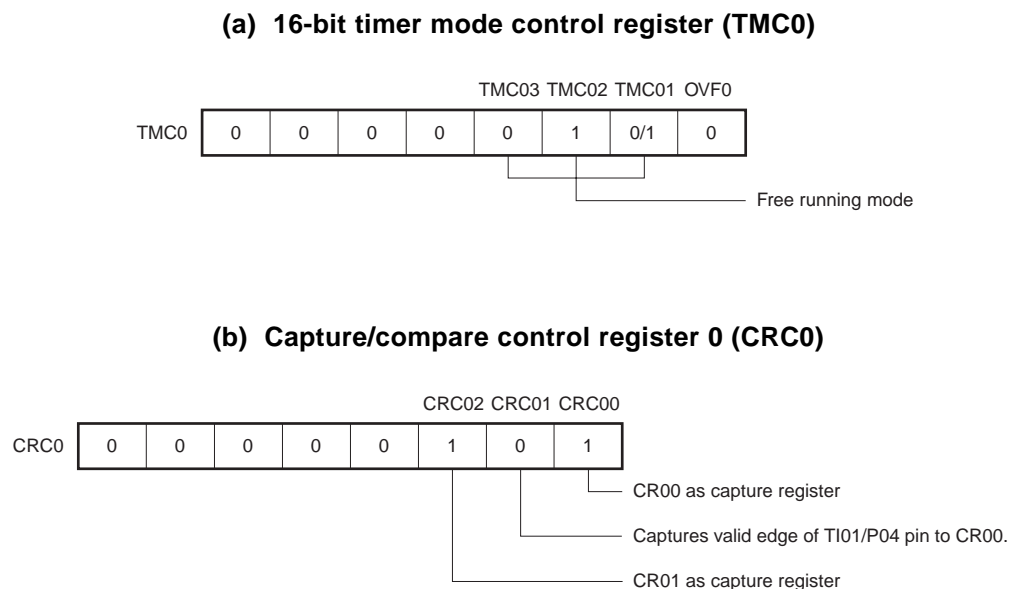 (a) 16-bit timer mode control register (TMC0)
TMC03 TMC02 TMC01 OVF0
TMC0 0 0 0 0 0 1 0/1 0
Free running mode
(b) Capture/compare control register 0 (CRC0)
CRC02 CRC01 CRC00
CRC0 0 0 0 0 0 1 0 1
CR00 as capture register
Captures valid edge of TI01/P04 pin to CR00.
CR01 as capture register